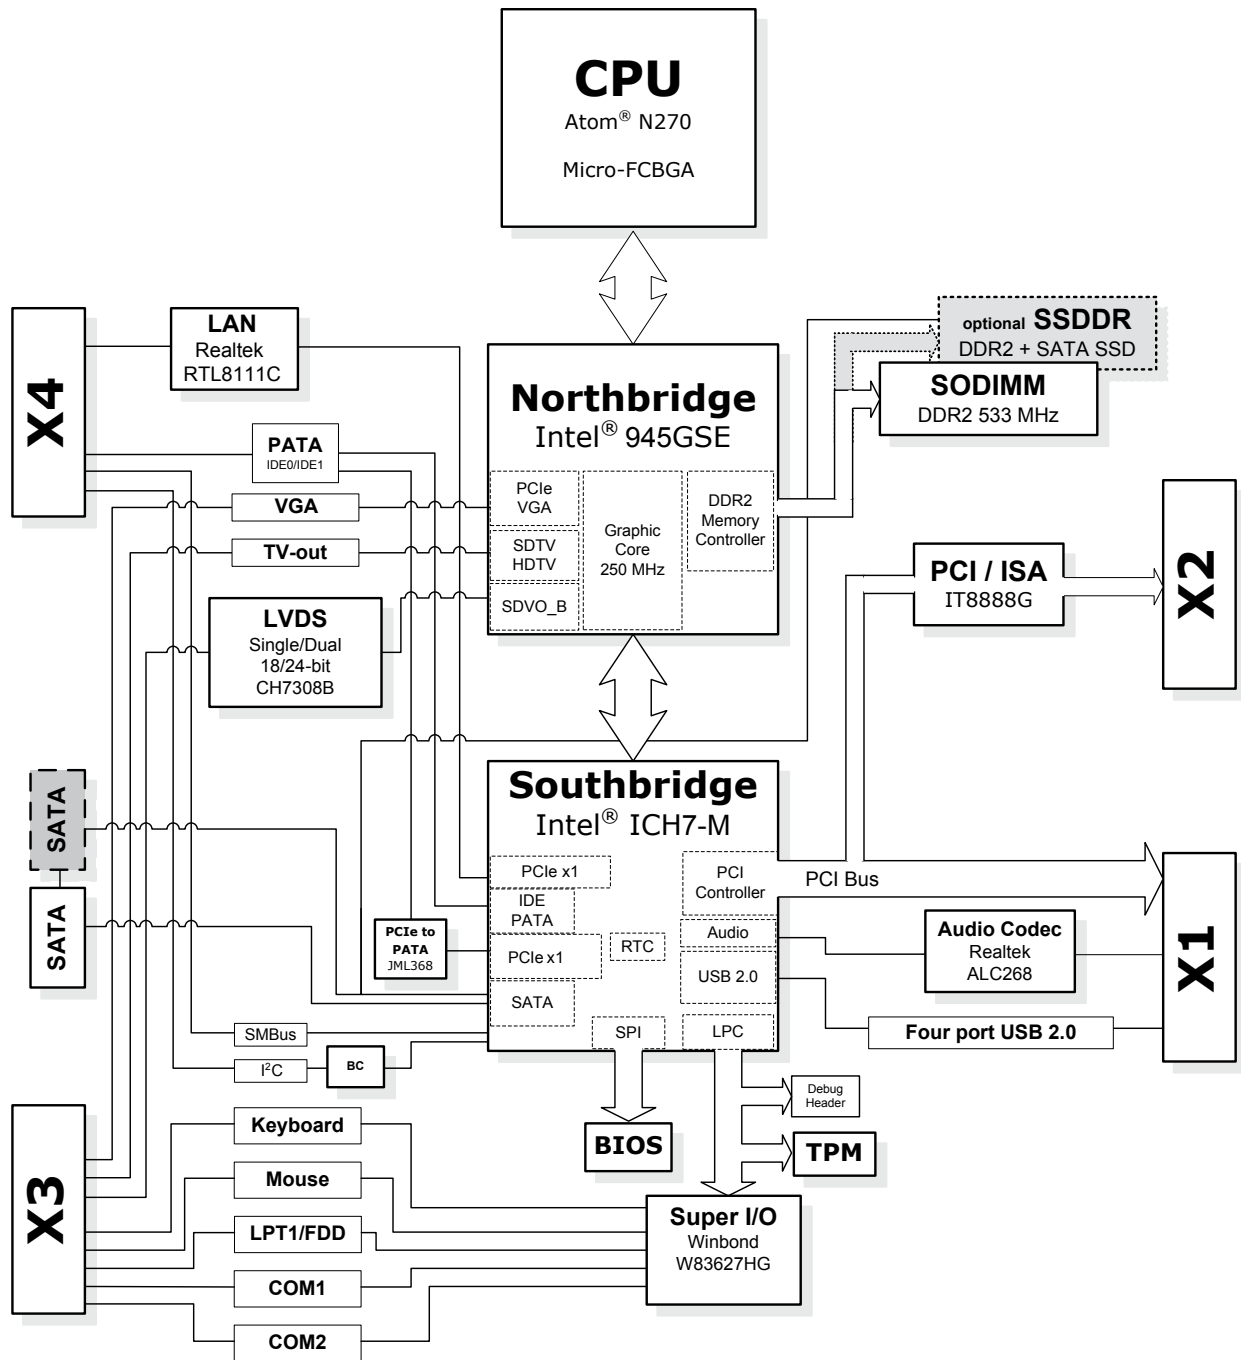 CPU
Atom® N270
Micro-FCBGA
X4
LAN
Realtek
RTL8111C
optional SSDDR
DDR2 + SATA SSD
SODIMM
DDR2 533 MHz
Northbridge
Intel® 945GSE
PCIe
VGA
SDTV
HDTV
SDVO_B
Graphic
Core
250 MHz
DDR2
Memory
Controller
PATA
IDE0/IDE1
VGA
TV-out
LVDS
Single/Dual
18/24-bit
CH7308B
PCI / ISA
IT8888G
X2
SATA
SATA
Southbridge
Intel® ICH7-M
PCIe x1
IDE
PATA
PCIe x1
SATA
RTC
SPI
PCI
Controller
Audio
USB 2.0
LPC
PCIe to
PATA
JML368
PCI Bus
Audio Codec
Realtek
ALC268
Four port USB 2.0
X1
SMBus
I²C
BC
Debug
Header
BIOS
TPM
X3
Keyboard
Mouse
LPT1/FDD
COM1
COM2
Super I/O
Winbond
W83627HG